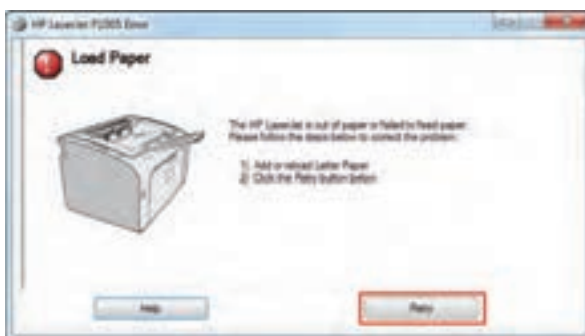 HP LaserJet P1005 Error
Load Paper
The HP LaserJet is out of paper or failed to feed paper.
Please follow the steps below to correct the problem:
1) Add or reload Letter Paper
2) Click the Retry button below
Help
Retry